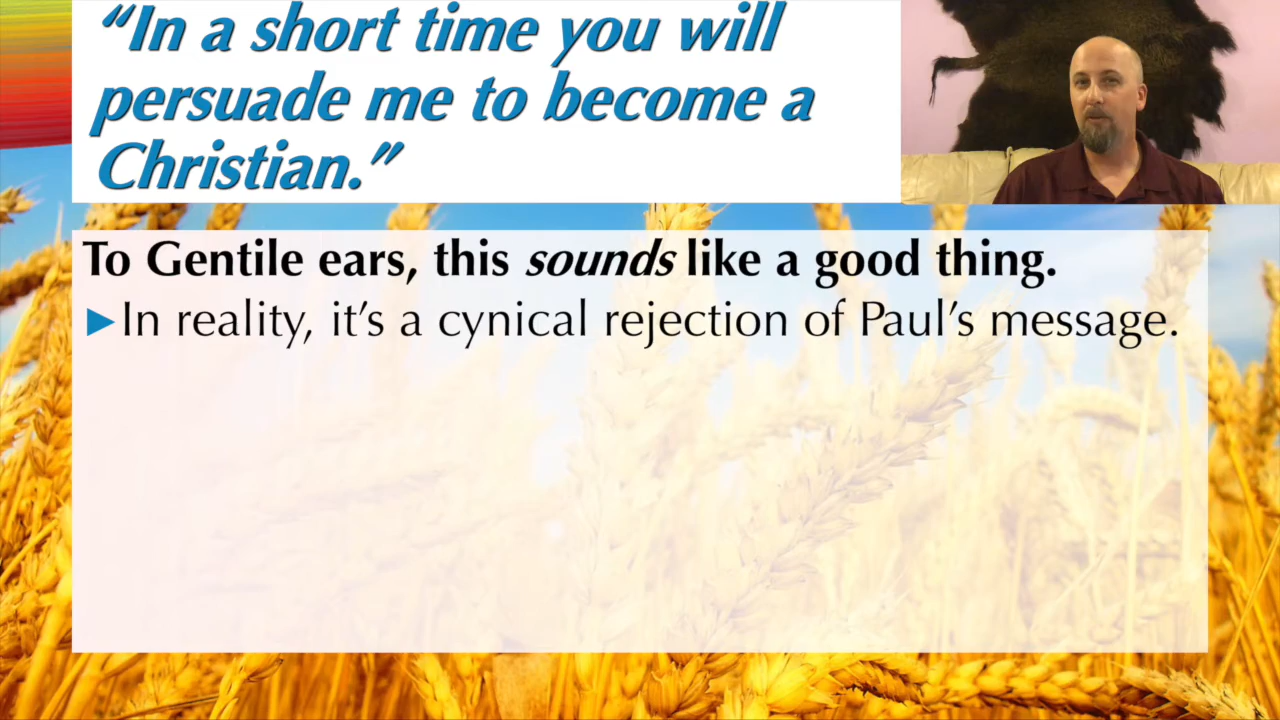 “In a short time you will
persuade me to become a
Christian.”
To Gentile ears, this sounds like a good thing.
►In reality, it’s a cynical rejection of Paul’s message.